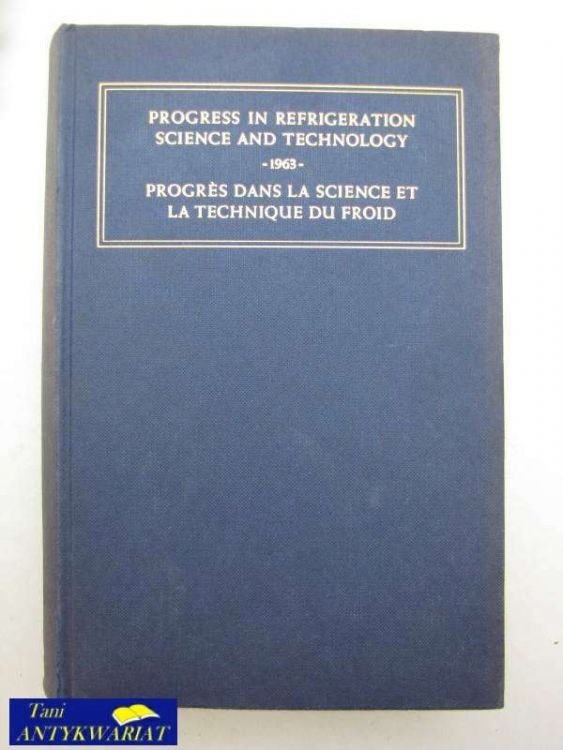 PROGRESS IN REFRIGERATION
SCIENCE AND TECHNOLOGY
- 1963 -
PROGRÈS DANS LA SCIENCE ET
LA TECHNIQUE DU FROID
Tani
ANTYKWARIAT